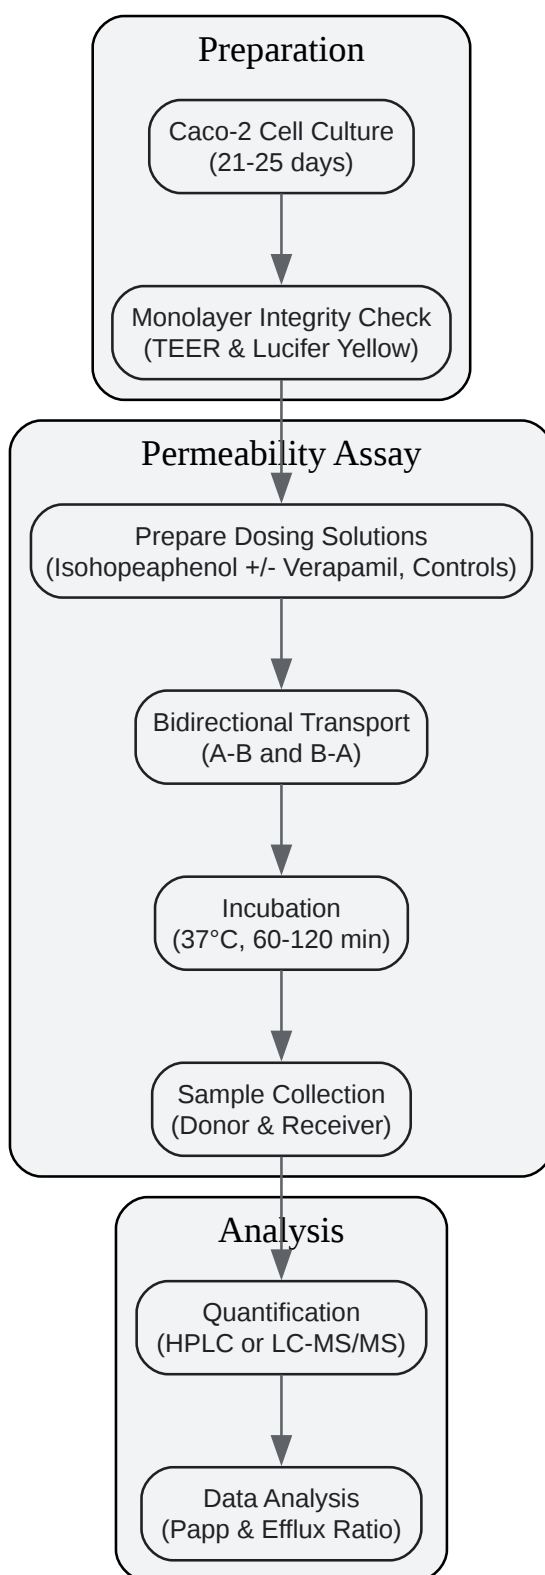 Preparation
Caco-2 Cell Culture
(21-25 days)
Monolayer Integrity Check
(TEER & Lucifer Yellow)
Permeability Assay
Prepare Dosing Solutions
(Isohopeaphenol +/- Verapamil, Controls)
Bidirectional Transport
(A-B and B-A)
Incubation
(37°C, 60-120 min)
Sample Collection
(Donor & Receiver)
Analysis
Quantification
(HPLC or LC-MS/MS)
Data Analysis
(Papp & Efflux Ratio)